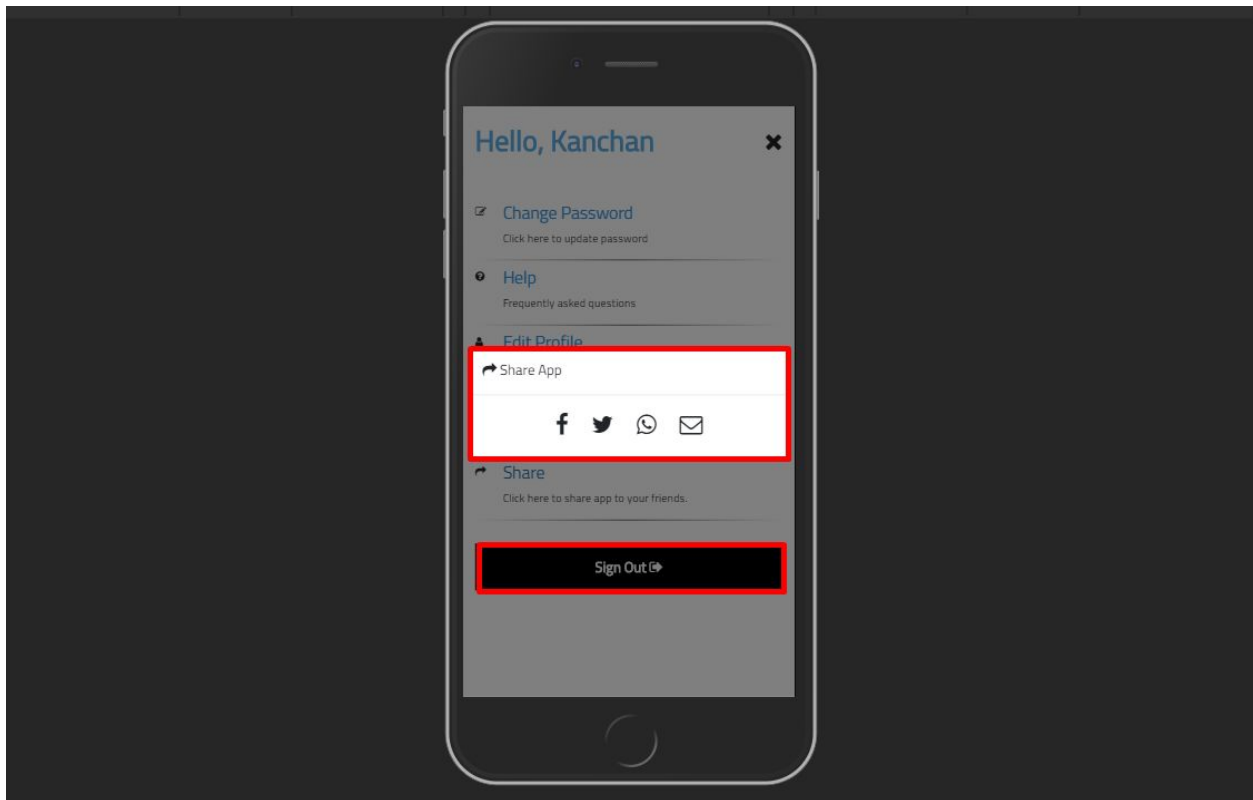 Hello, Kanchan
Change Password
Click here to update password
Help
Frequently asked questions
Edit Profile
Share App
Share
Click here to share app to your friends.
Sign Out